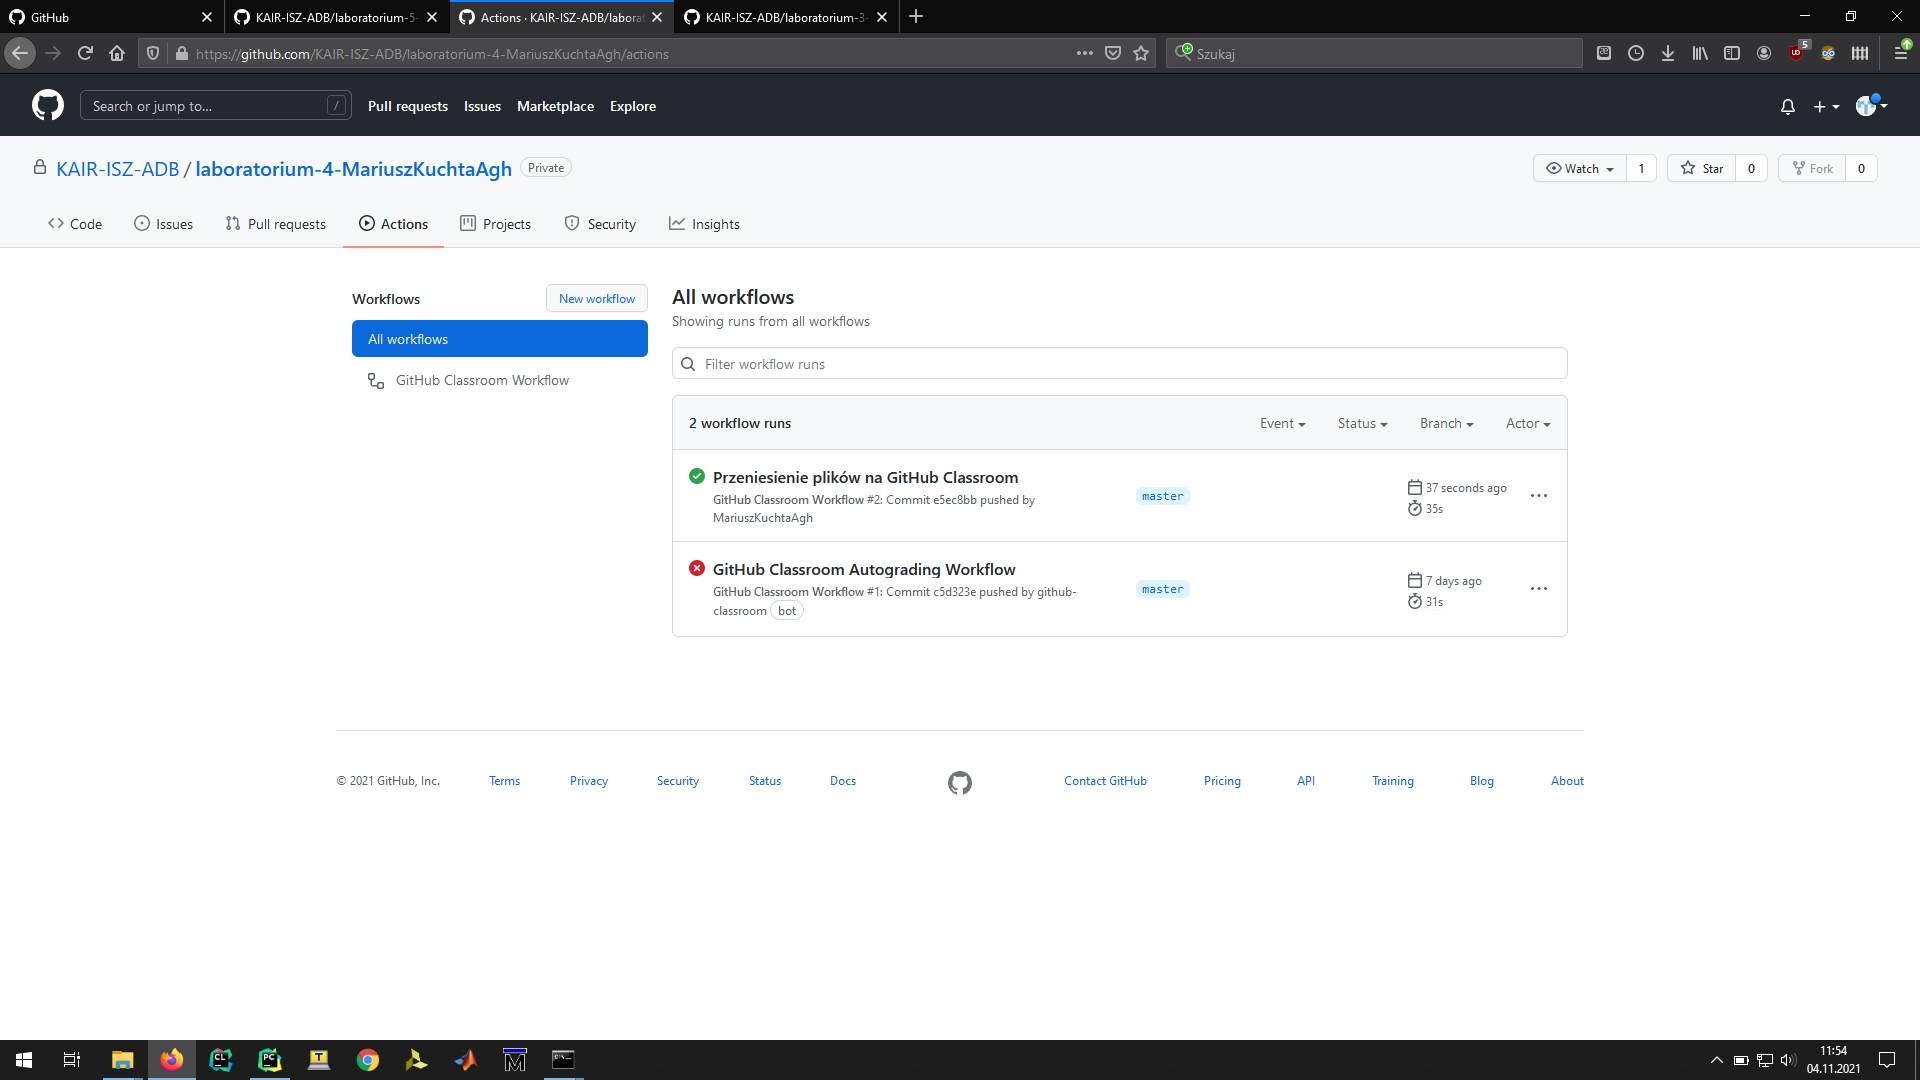 GitHub
KAIR-ISZ-ADB/laboratorium-5-
Actions · KAIR-ISZ-ADB/laborat
KAIR-ISZ-ADB/laboratorium-3-
https://github.com/KAIR-ISZ-ADB/laboratorium-4-MariuszKuchtaAgh/actions
Szukaj
5
Search or jump to...
/
Pull requests
Issues
Marketplace
Explore
KAIR-ISZ-ADB / laboratorium-4-MariuszKuchtaAgh
Private
Watch
1
Star
0
Fork
0
Code
Issues
Pull requests
Actions
Projects
Security
Insights
Workflows
New workflow
All workflows
GitHub Classroom Workflow
All workflows
Showing runs from all workflows
Filter workflow runs
2 workflow runs
Event
Status
Branch
Actor
Przeniesienie plików na GitHub Classroom
GitHub Classroom Workflow #2: Commit e5ec8bb pushed by
MariuszKuchtaAgh
master
37 seconds ago
35s
GitHub Classroom Autograding Workflow
GitHub Classroom Workflow #1: Commit c5d323e pushed by github-
classroom bot
master
7 days ago
31s
© 2021 GitHub, Inc.
Terms
Privacy
Security
Status
Docs
Contact GitHub
Pricing
API
Training
Blog
About
CL
PC
T
M
11:54
04.11.2021